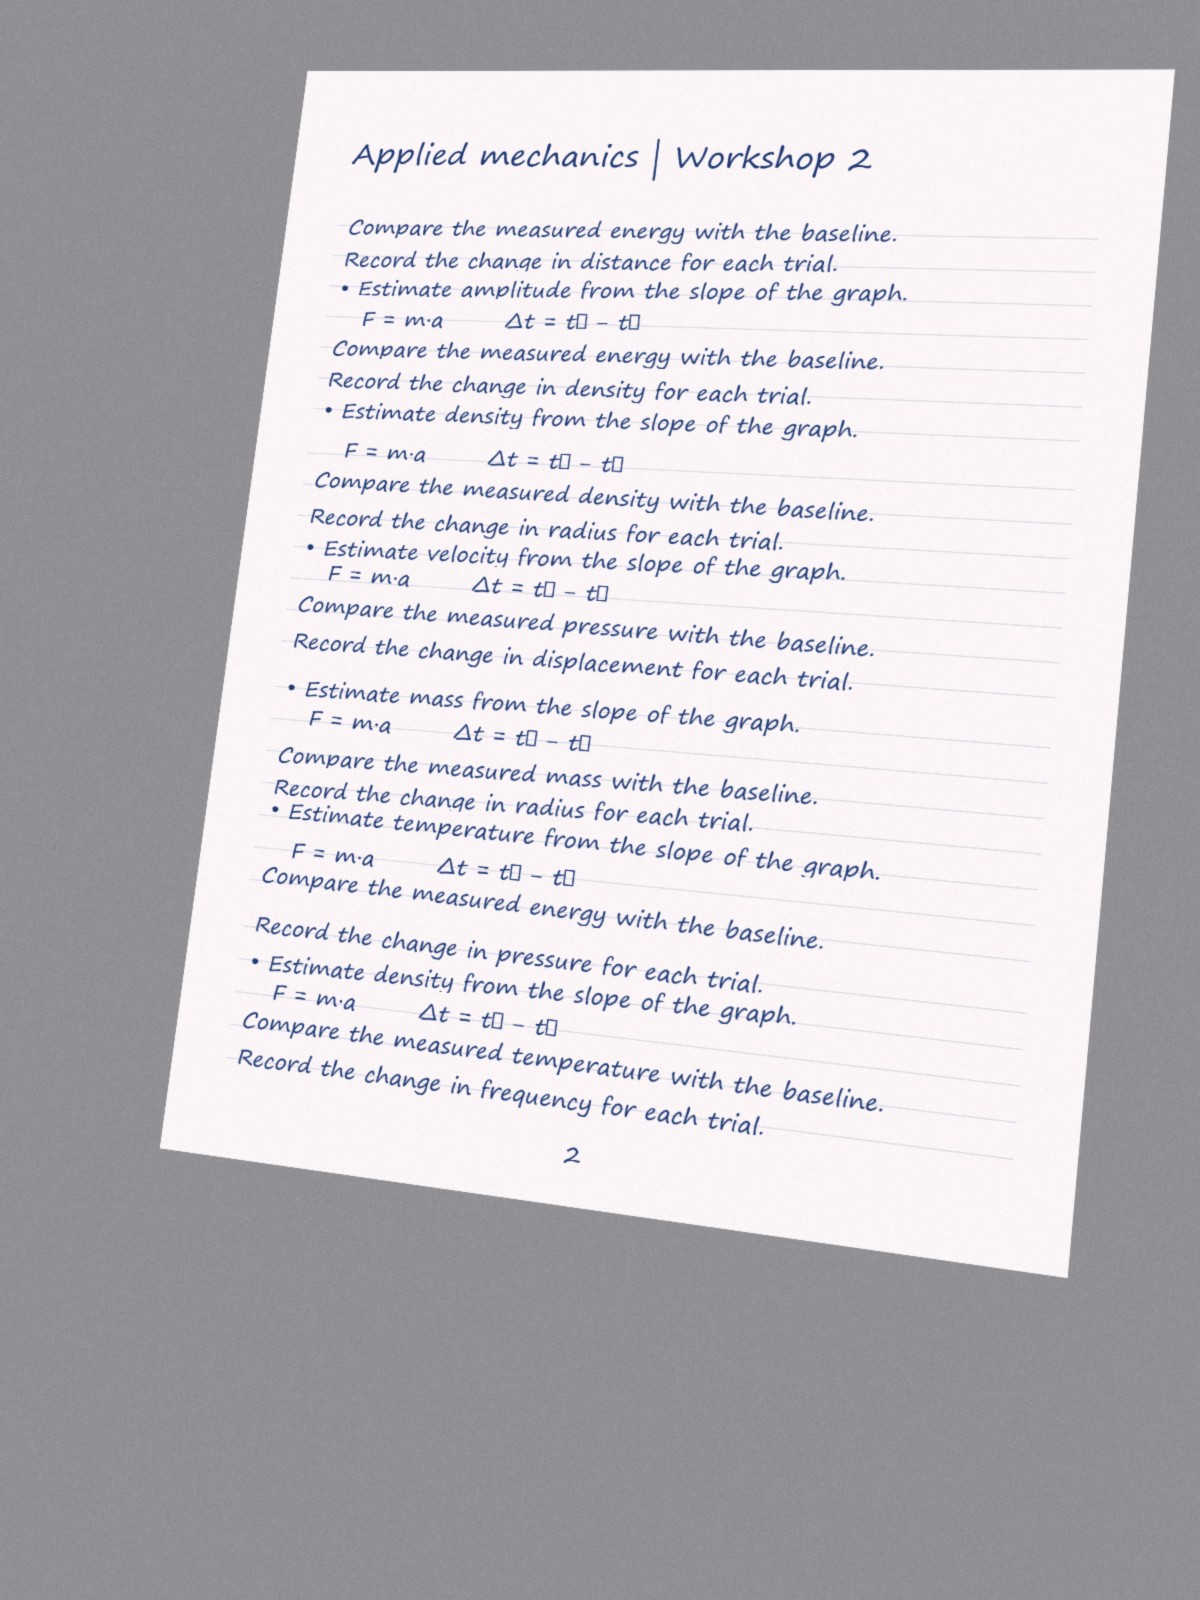 Applied mechanics | Workshop 2
Compare the measured energy with the baseline.
Record the change in distance for each trial.
• Estimate amplitude from the slope of the graph.
F = m·a Δt = t□ − t□
Compare the measured energy with the baseline.
Record the change in density for each trial.
• Estimate density from the slope of the graph.
F = m·a Δt = t□ − t□
Compare the measured density with the baseline.
Record the change in radius for each trial.
• Estimate velocity from the slope of the graph.
F = m·a Δt = t□ − t□
Compare the measured pressure with the baseline.
Record the change in displacement for each trial.
• Estimate mass from the slope of the graph.
F = m·a Δt = t□ − t□
Compare the measured mass with the baseline.
Record the change in radius for each trial.
• Estimate temperature from the slope of the graph.
F = m·a Δt = t□ − t□
Compare the measured energy with the baseline.
Record the change in pressure for each trial.
• Estimate density from the slope of the graph.
F = m·a Δt = t□ − t□
Compare the measured temperature with the baseline.
Record the change in frequency for each trial.
2